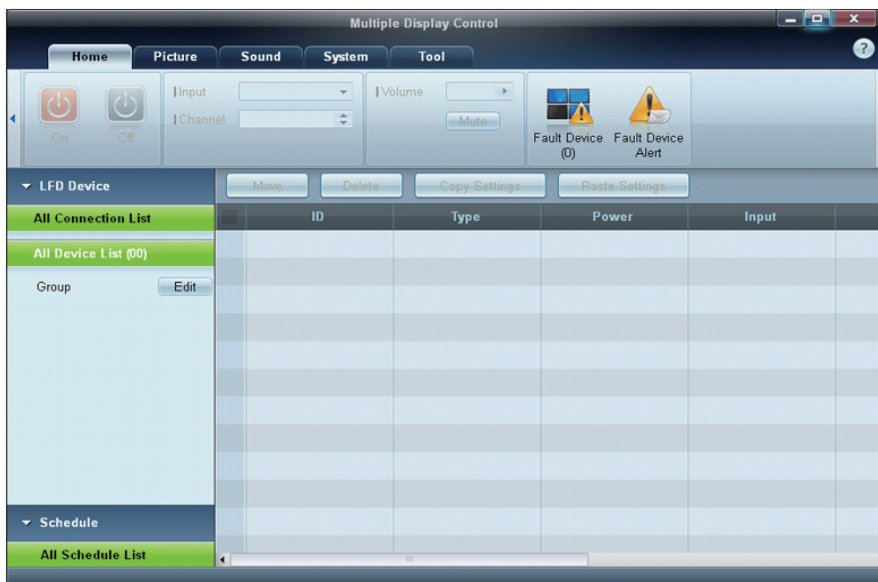 Multiple Display Control
Home Picture Sound System Tool
Input
Channel
On Off
Volume
Mute
Fault Device
(0)
Fault Device
Alert
LFD Device
Move Delete Copy Settings Paste Settings
All Connection List
ID Type Power Input
All Device List (00)
Group Edit
Schedule
All Schedule List